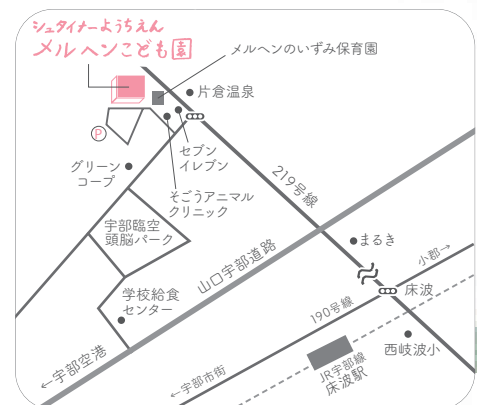 シュタイナーようちえん
メルヘンこども園
メルヘンのいずみ保育園
片倉温泉
P
セブン
イレブン
グリーン
コープ
そごうアニマル
クリニック
219号線
宇部臨空
頭脳パーク
まるき
山口宇部道路
小郡→
学校給食
センター
床波
190号線
西岐波小
←宇部空港
JR宇部線
床波駅
←宇部市街